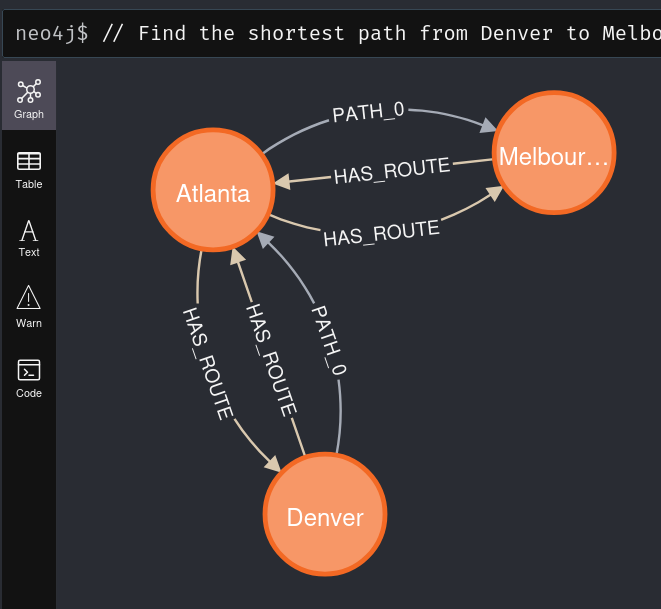 neo4j$ // Find the shortest path from Denver to Melbo
Graph
Table
Text
Warn
Code
PATH_0
Melbour...
Atlanta
HAS_ROUTE
HAS_ROUTE
HAS_ROUTE
HAS_ROUTE
PATH_0
Denver